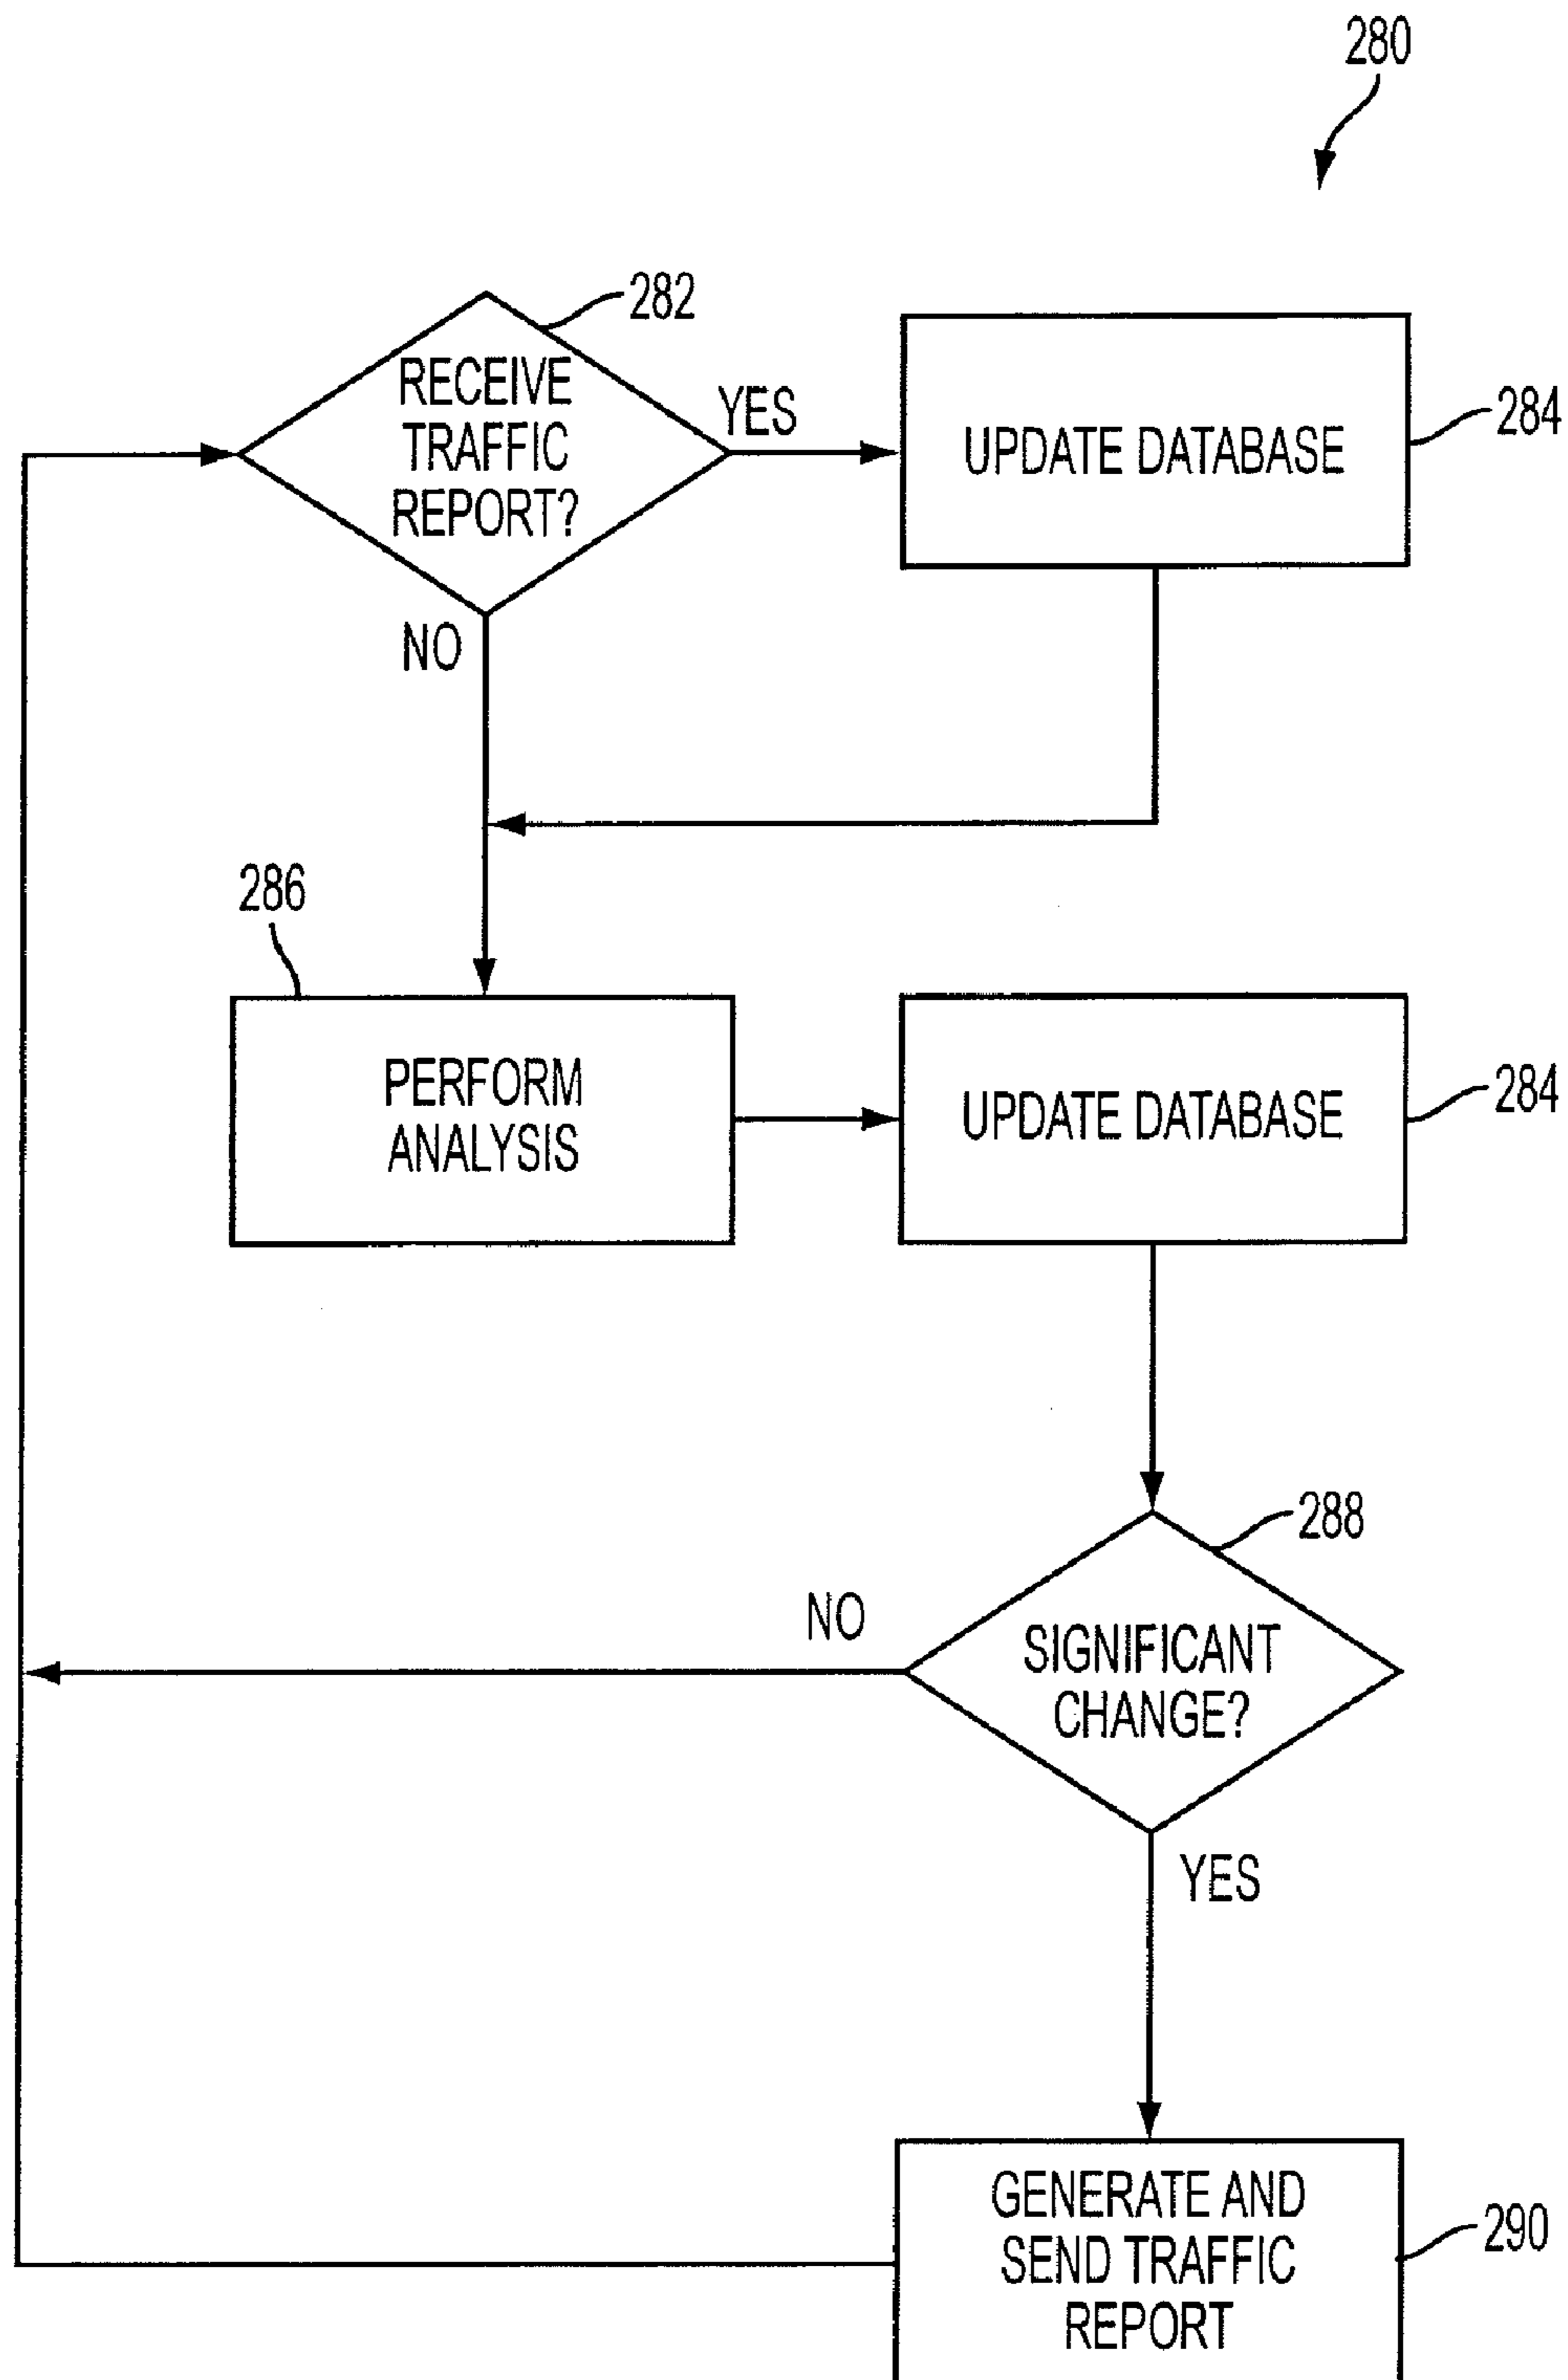 280
282
RECEIVE
TRAFFIC
REPORT?
YES
UPDATE DATABASE
284
NO
286
PERFORM
ANALYSIS
UPDATE DATABASE
284
288
NO
SIGNIFICANT
CHANGE?
YES
GENERATE AND
SEND TRAFFIC
REPORT
290